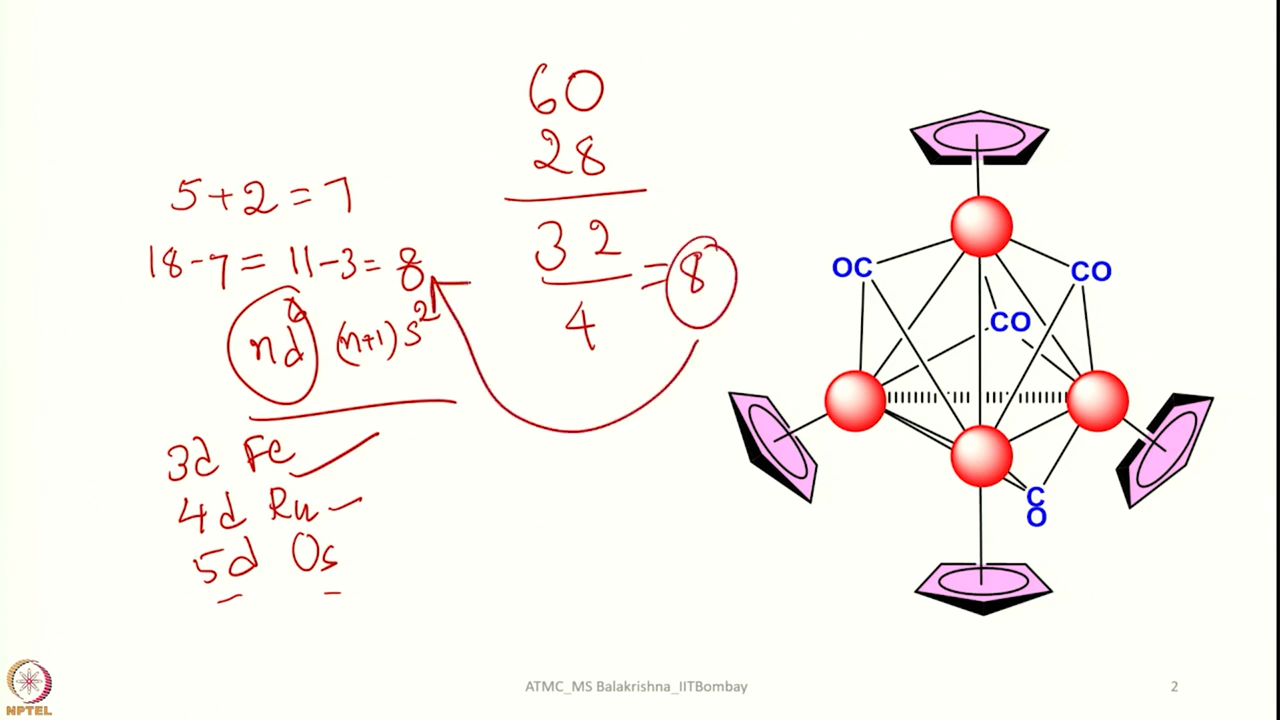 5+2=7
18-7= 11-3= 8
nd⁶ (n+1)s²
3d Fe
4d Ru
5d Os
60
28
32
4
=8
OC
CO
CO
C
O
NPTEL
ATMC_MS Balakrishna_IITBombay
2